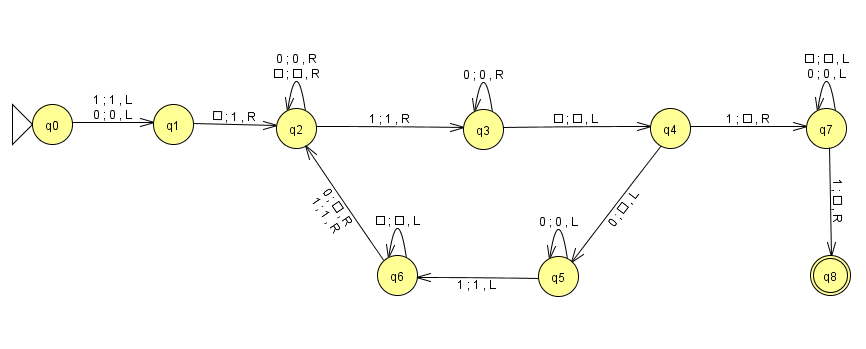 0 ; 0 , R
□ ; □ , R
□ ; □ , L
0 ; 0 , L
0 ; 0 , R
1 ; 1 , L
0 ; 0 , L
□ ; 1 , R
1 ; 1 , R
□ ; □ , L
1 ; □ , R
q0
q1
q2
q3
q4
q7
0 ; □ , R
1 ; 1 , R
0 ; □ , L
1 ; □ , R
□ ; □ , L
0 ; 0 , L
q6
q5
q8
1 ; 1 , L